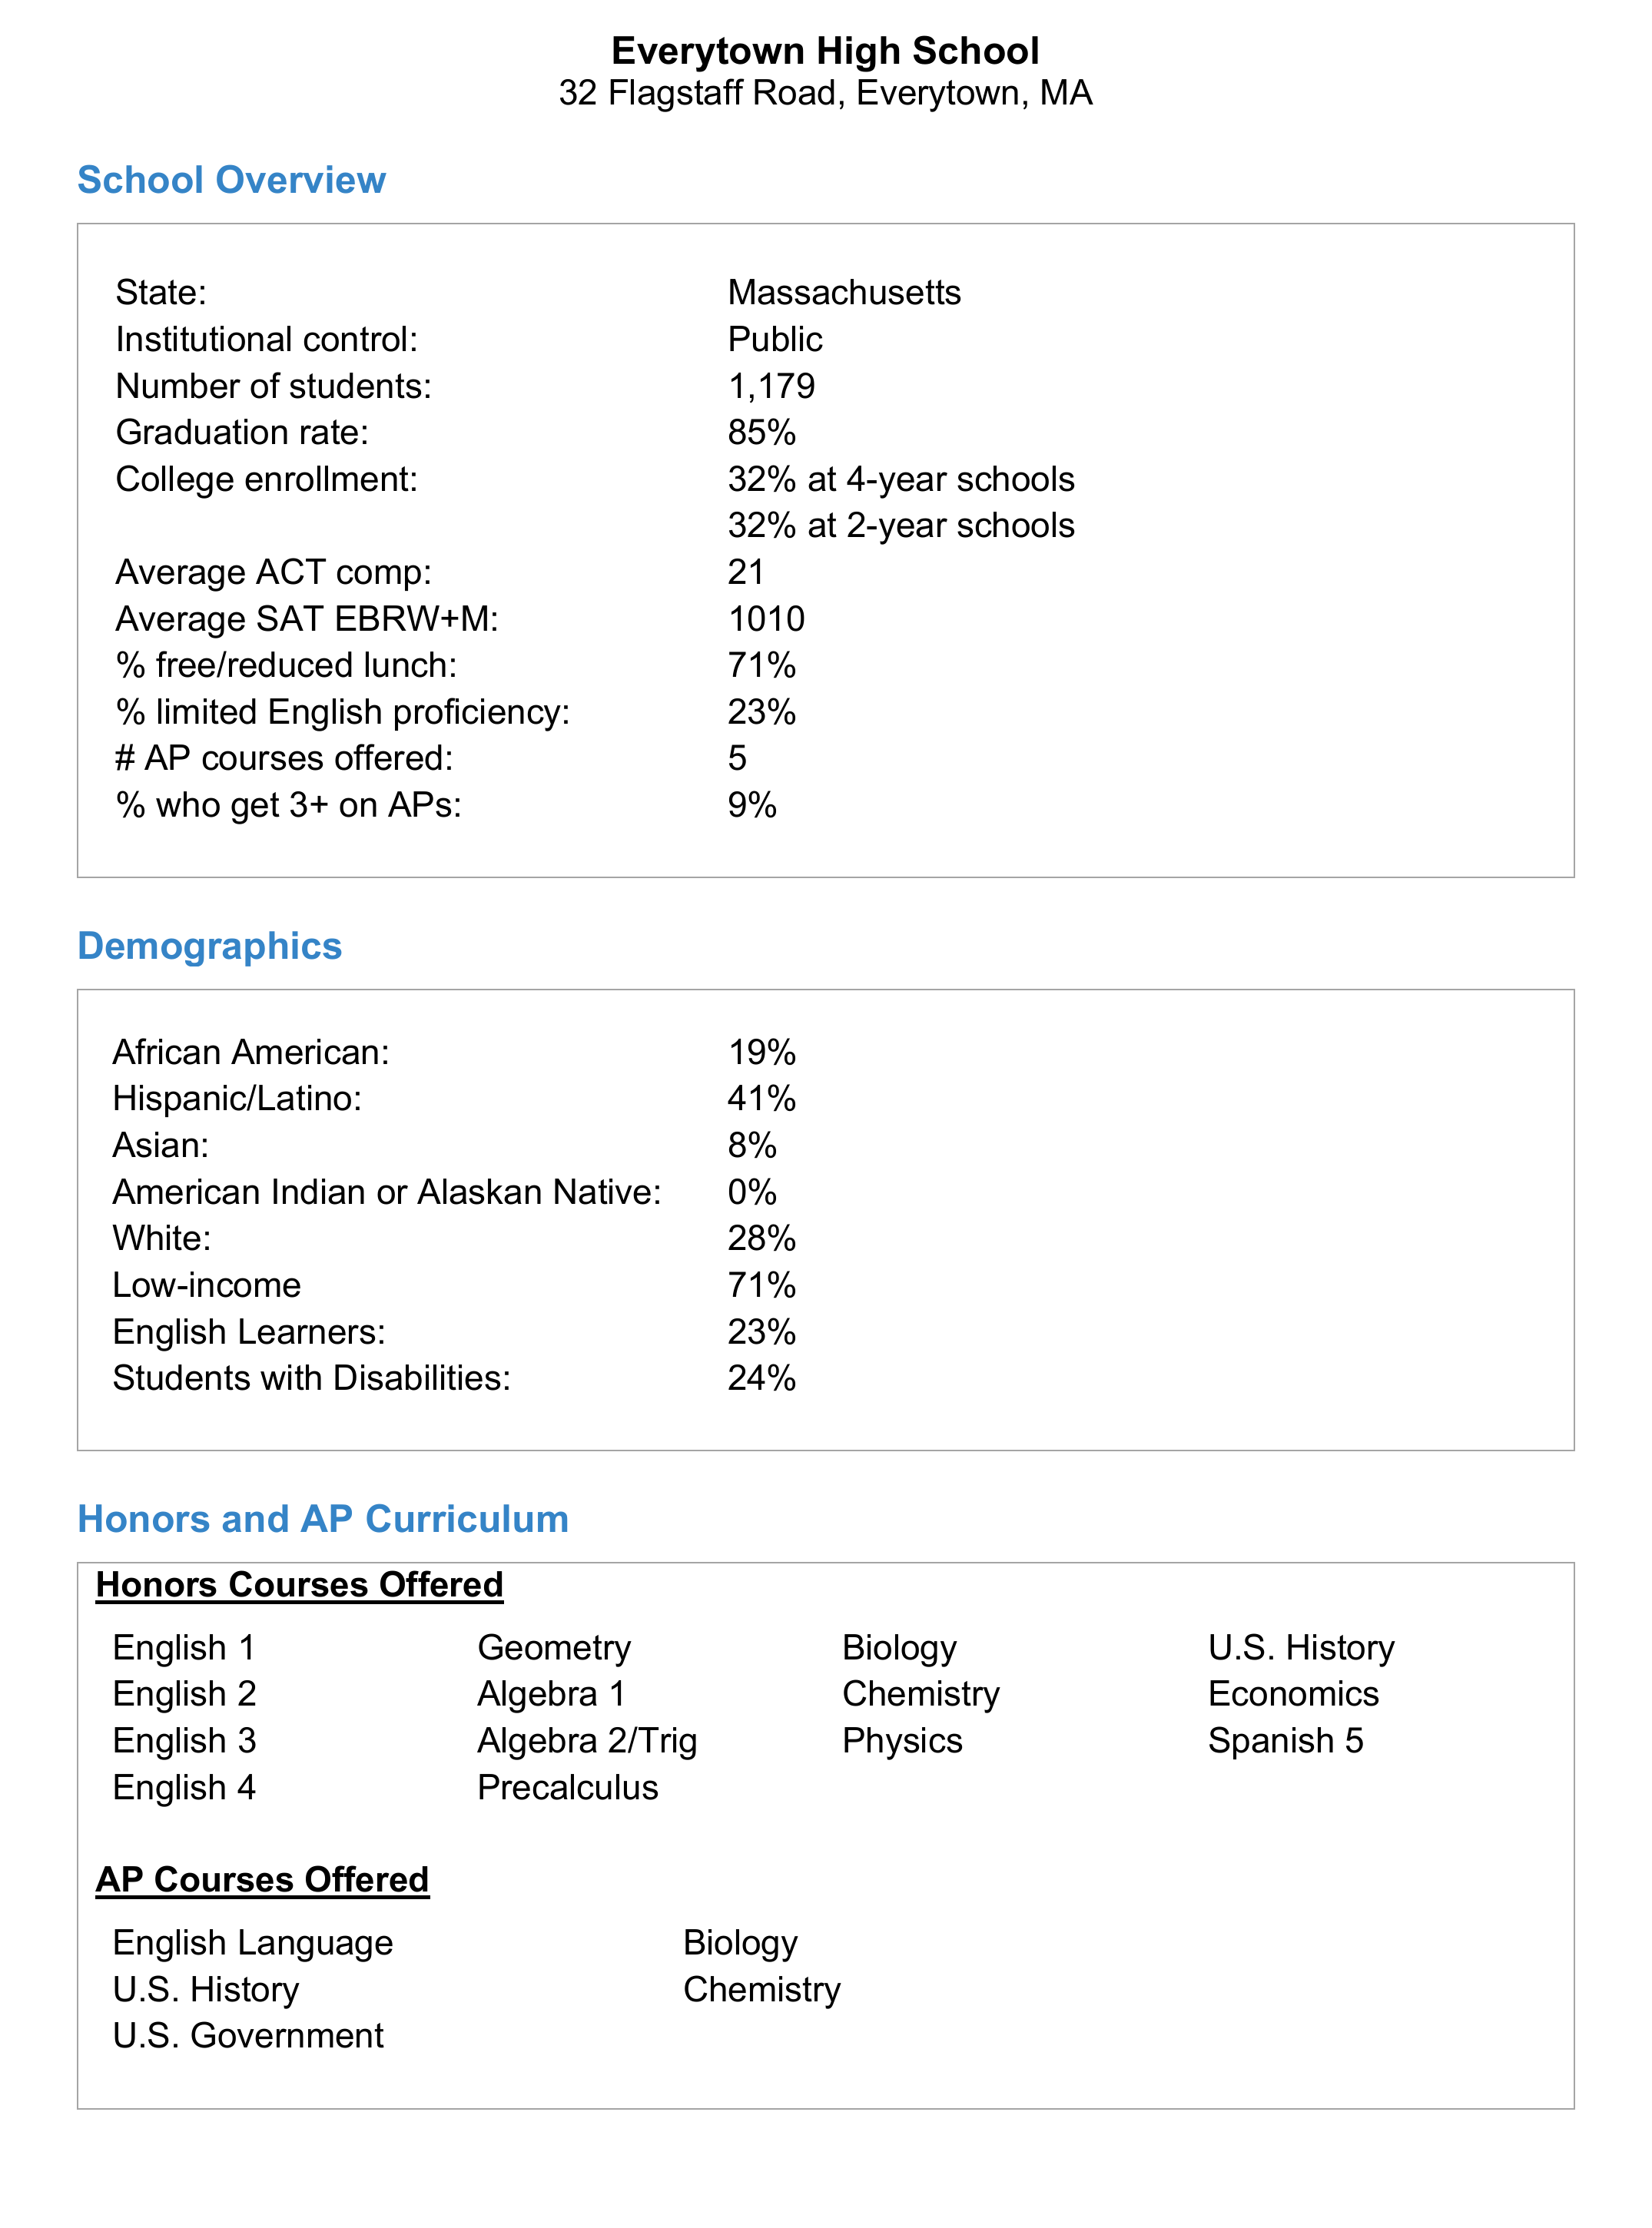 Everytown High School
32 Flagstaff Road, Everytown, MA
School Overview
State: Massachusetts
Institutional control: Public
Number of students: 1,179
Graduation rate: 85%
College enrollment: 32% at 4-year schools
32% at 2-year schools
Average ACT comp: 21
Average SAT EBRW+M: 1010
% free/reduced lunch: 71%
% limited English proficiency: 23%
# AP courses offered: 5
% who get 3+ on APs: 9%
Demographics
African American: 19%
Hispanic/Latino: 41%
Asian: 8%
American Indian or Alaskan Native: 0%
White: 28%
Low-income 71%
English Learners: 23%
Students with Disabilities: 24%
Honors and AP Curriculum
Honors Courses Offered
English 1 Geometry Biology U.S. History
English 2 Algebra 1 Chemistry Economics
English 3 Algebra 2/Trig Physics Spanish 5
English 4 Precalculus
AP Courses Offered
English Language Biology
U.S. History Chemistry
U.S. Government